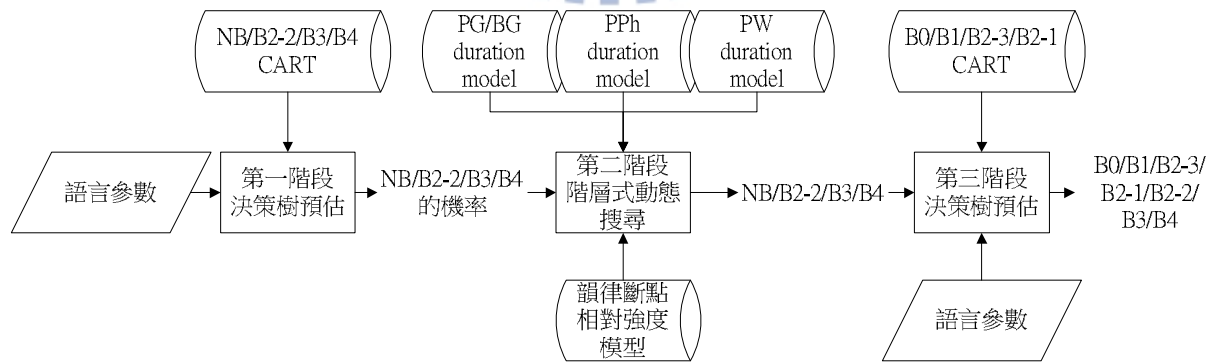 NB/B2-2/B3/B4
CART
PG/BG
duration
model
PPh
duration
model
PW
duration
model
B0/B1/B2-3/B2-1
CART
語言參數
第一階段
決策樹預估
NB/B2-2/B3/B4
的機率
第二階段
階層式動態
搜尋
NB/B2-2/B3/B4
第三階段
決策樹預估
B0/B1/B2-3/
B2-1/B2-2/
B3/B4
韻律斷點
相對強度
模型
語言參數